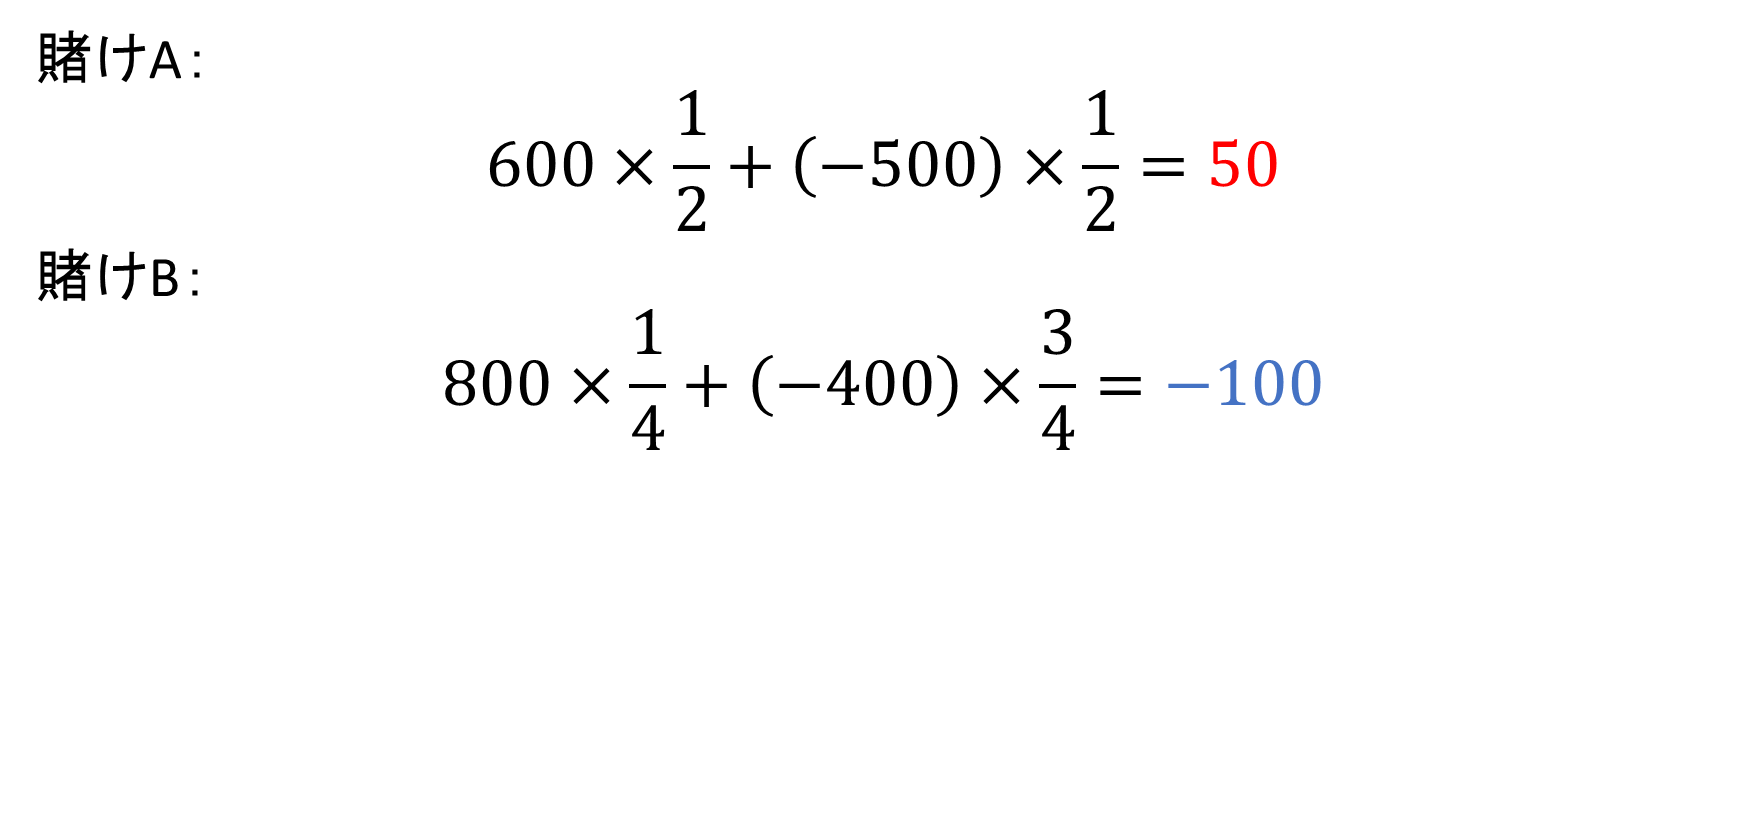 賭けA:
600 × 1/2 + (−500) × 1/2 = 50
賭けB:
800 × 1/4 + (−400) × 3/4 = −100